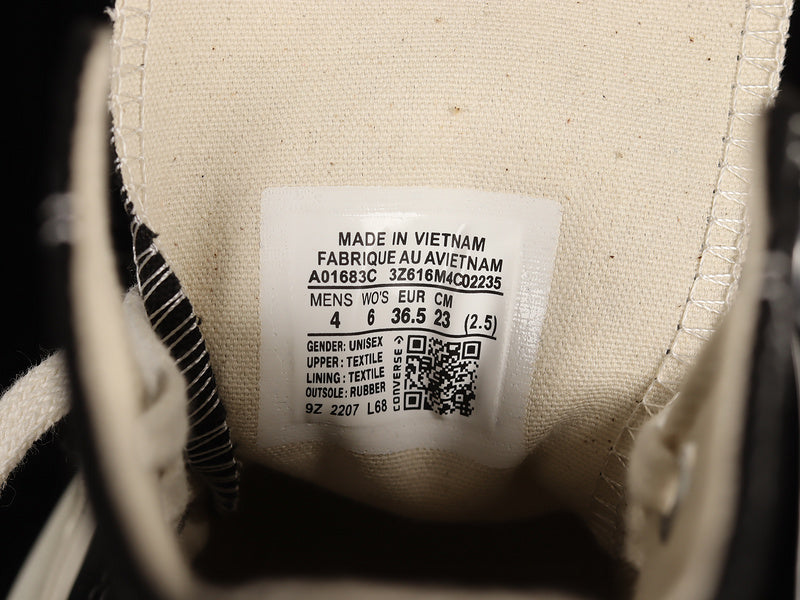 MADE IN VIETNAM
FABRIQUE AU AVIETNAM
A01683C 3Z616M4C02235
MENS WO'S EUR CM
4 6 36.5 23 (2.5)
GENDER: UNISEX
UPPER: TEXTILE
LINING: TEXTILE
OUTSOLE: RUBBER
9Z 2207 L68
CONVERSE